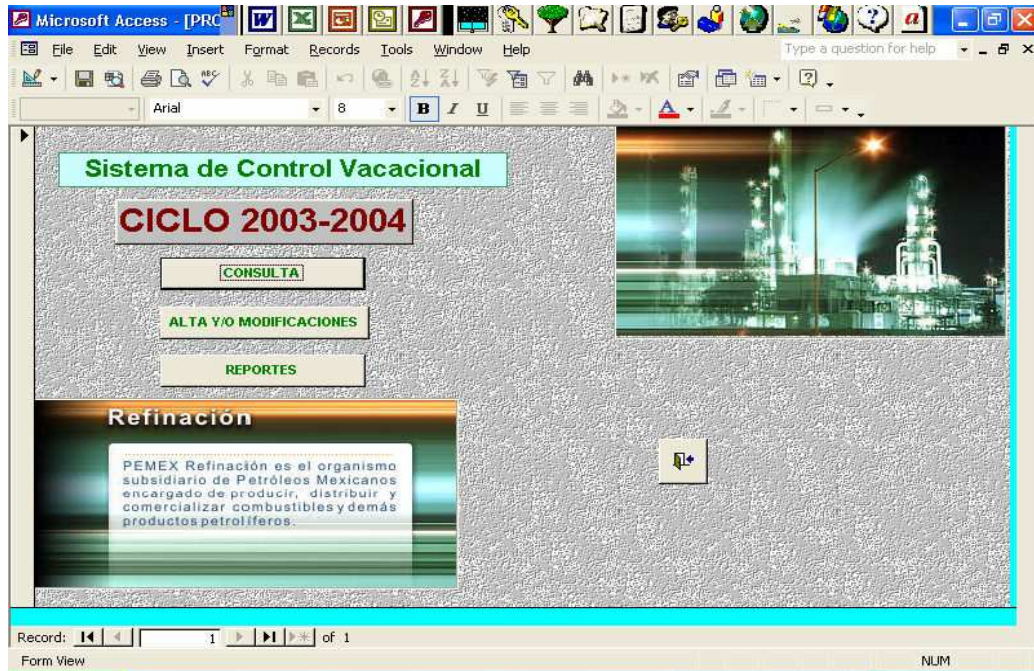 Microsoft Access - [PRC
File Edit View Insert Format Records Tools Window Help
Type a question for help
Arial
8
B I U
Sistema de Control Vacacional
CICLO 2003-2004
CONSULTA
ALTA Y/O MODIFICACIONES
REPORTES
Refinación
PEMEX Refinación es el organismo
subsidiario de Petróleos Mexicanos
encargado de producir, distribuir y
comercializar combustibles y demás
productos petrolíferos.
Record: 1 of 1
Form View NUM